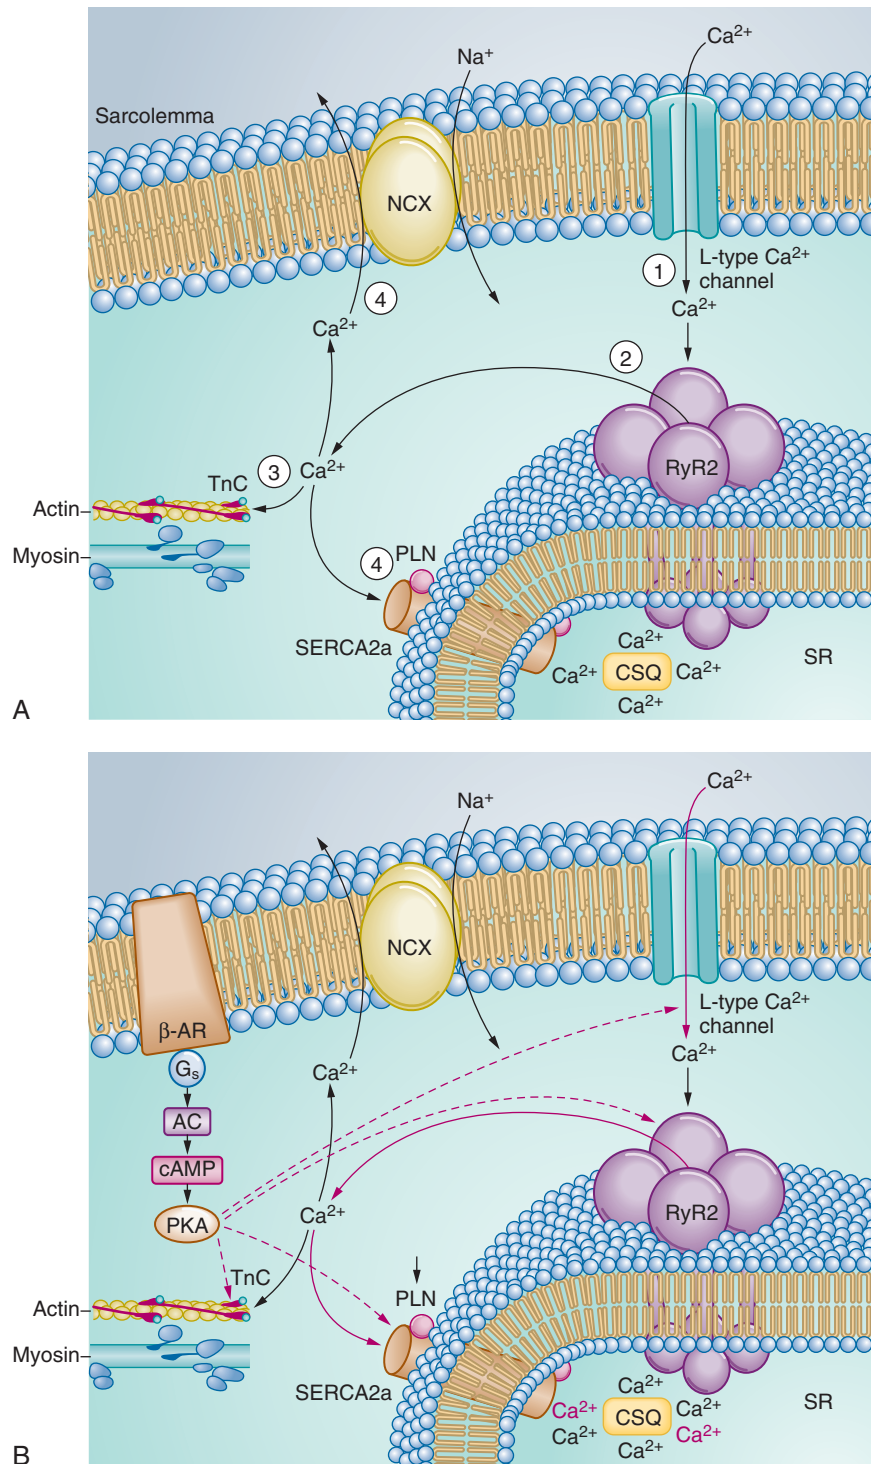 Ca²⁺
Na⁺
Sarcolemma
NCX
L-type Ca²⁺
channel
1
4
Ca²⁺
Ca²⁺
2
RyR2
3
Ca²⁺
TnC
Actin
Myosin
4
PLN
SERCA2a
Ca²⁺
Ca²⁺
CSQ
Ca²⁺
Ca²⁺
SR
A
Ca²⁺
Na⁺
NCX
L-type Ca²⁺
channel
β-AR
Gₛ
Ca²⁺
Ca²⁺
AC
cAMP
PKA
Ca²⁺
RyR2
TnC
PLN
Actin
Myosin
SERCA2a
Ca²⁺
Ca²⁺
Ca²⁺
CSQ
Ca²⁺
Ca²⁺
Ca²⁺
SR
B